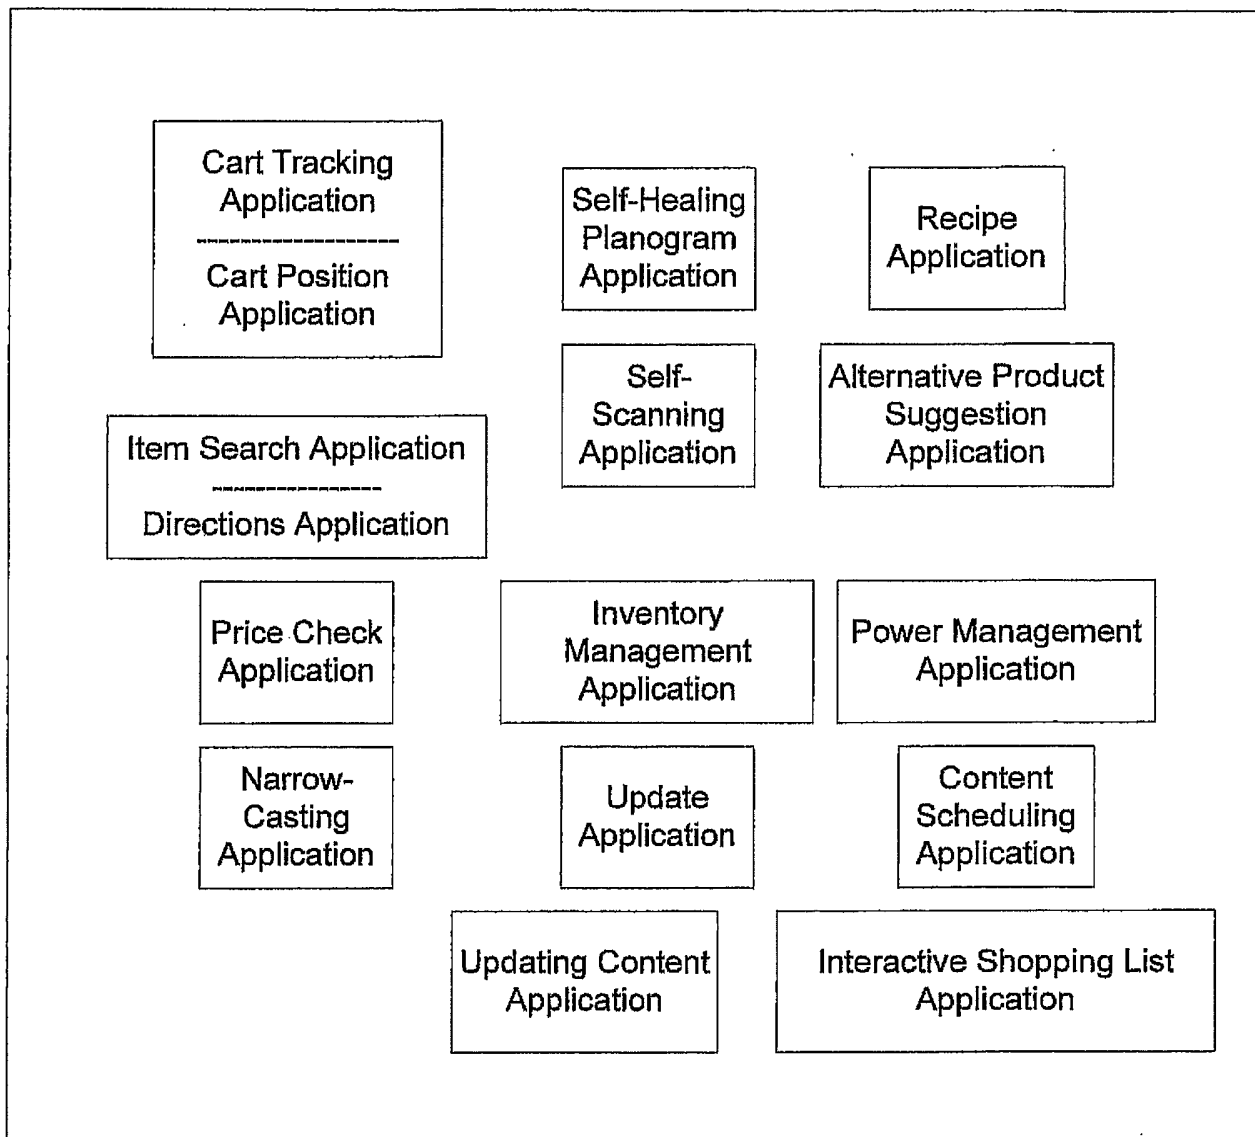 Cart Tracking
Application
Cart Position
Application
Self-Healing
Planogram
Application
Recipe
Application
Self-
Scanning
Application
Alternative Product
Suggestion
Application
Item Search Application
Directions Application
Price Check
Application
Inventory
Management
Application
Power Management
Application
Narrow-
Casting
Application
Update
Application
Content
Scheduling
Application
Updating Content
Application
Interactive Shopping List
Application